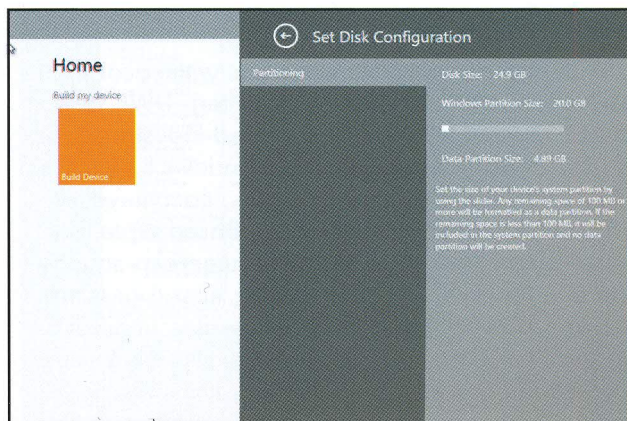 Home
Build my device
Build Device
Set Disk Configuration
Partitioning
Disk Size: 24.9 GB
Windows Partition Size: 20.0 GB
Data Partition Size: 4.89 GB
Set the size of your device's system partition by
using the slider. Any remaining space of 100 MB or
more will be formatted as a data partition. If the
remaining space is less than 100 MB, it will be
included in the system partition and no data
partition will be created.